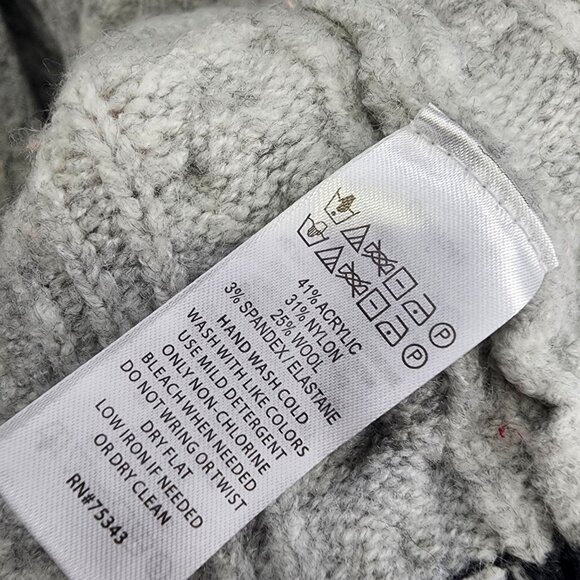 P
P
41% ACRYLIC
31% NYLON
25% WOOL
3% SPANDEX / ELASTANE
HAND WASH COLD
WASH WITH LIKE COLORS
USE MILD DETERGENT
ONLY NON-CHLORINE
BLEACH WHEN NEEDED
DO NOT WRING OR TWIST
DRY FLAT
LOW IRON IF NEEDED
OR DRY CLEAN
RN#75343